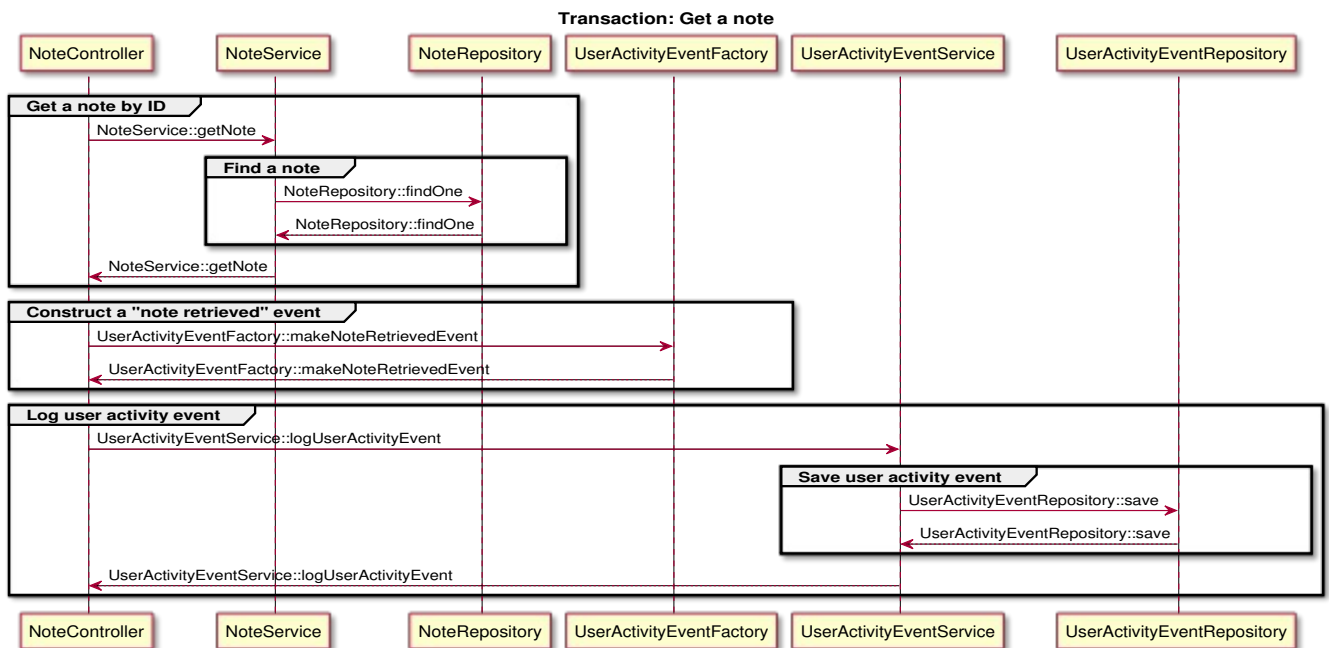 Transaction: Get a note
NoteController NoteService NoteRepository UserActivityEventFactory UserActivityEventService UserActivityEventRepository
Get a note by ID
NoteService::getNote
Find a note
NoteRepository::findOne
NoteRepository::findOne
NoteService::getNote
Construct a "note retrieved" event
UserActivityEventFactory::makeNoteRetrievedEvent
UserActivityEventFactory::makeNoteRetrievedEvent
Log user activity event
UserActivityEventService::logUserActivityEvent
Save user activity event
UserActivityEventRepository::save
UserActivityEventRepository::save
UserActivityEventService::logUserActivityEvent
NoteController NoteService NoteRepository UserActivityEventFactory UserActivityEventService UserActivityEventRepository